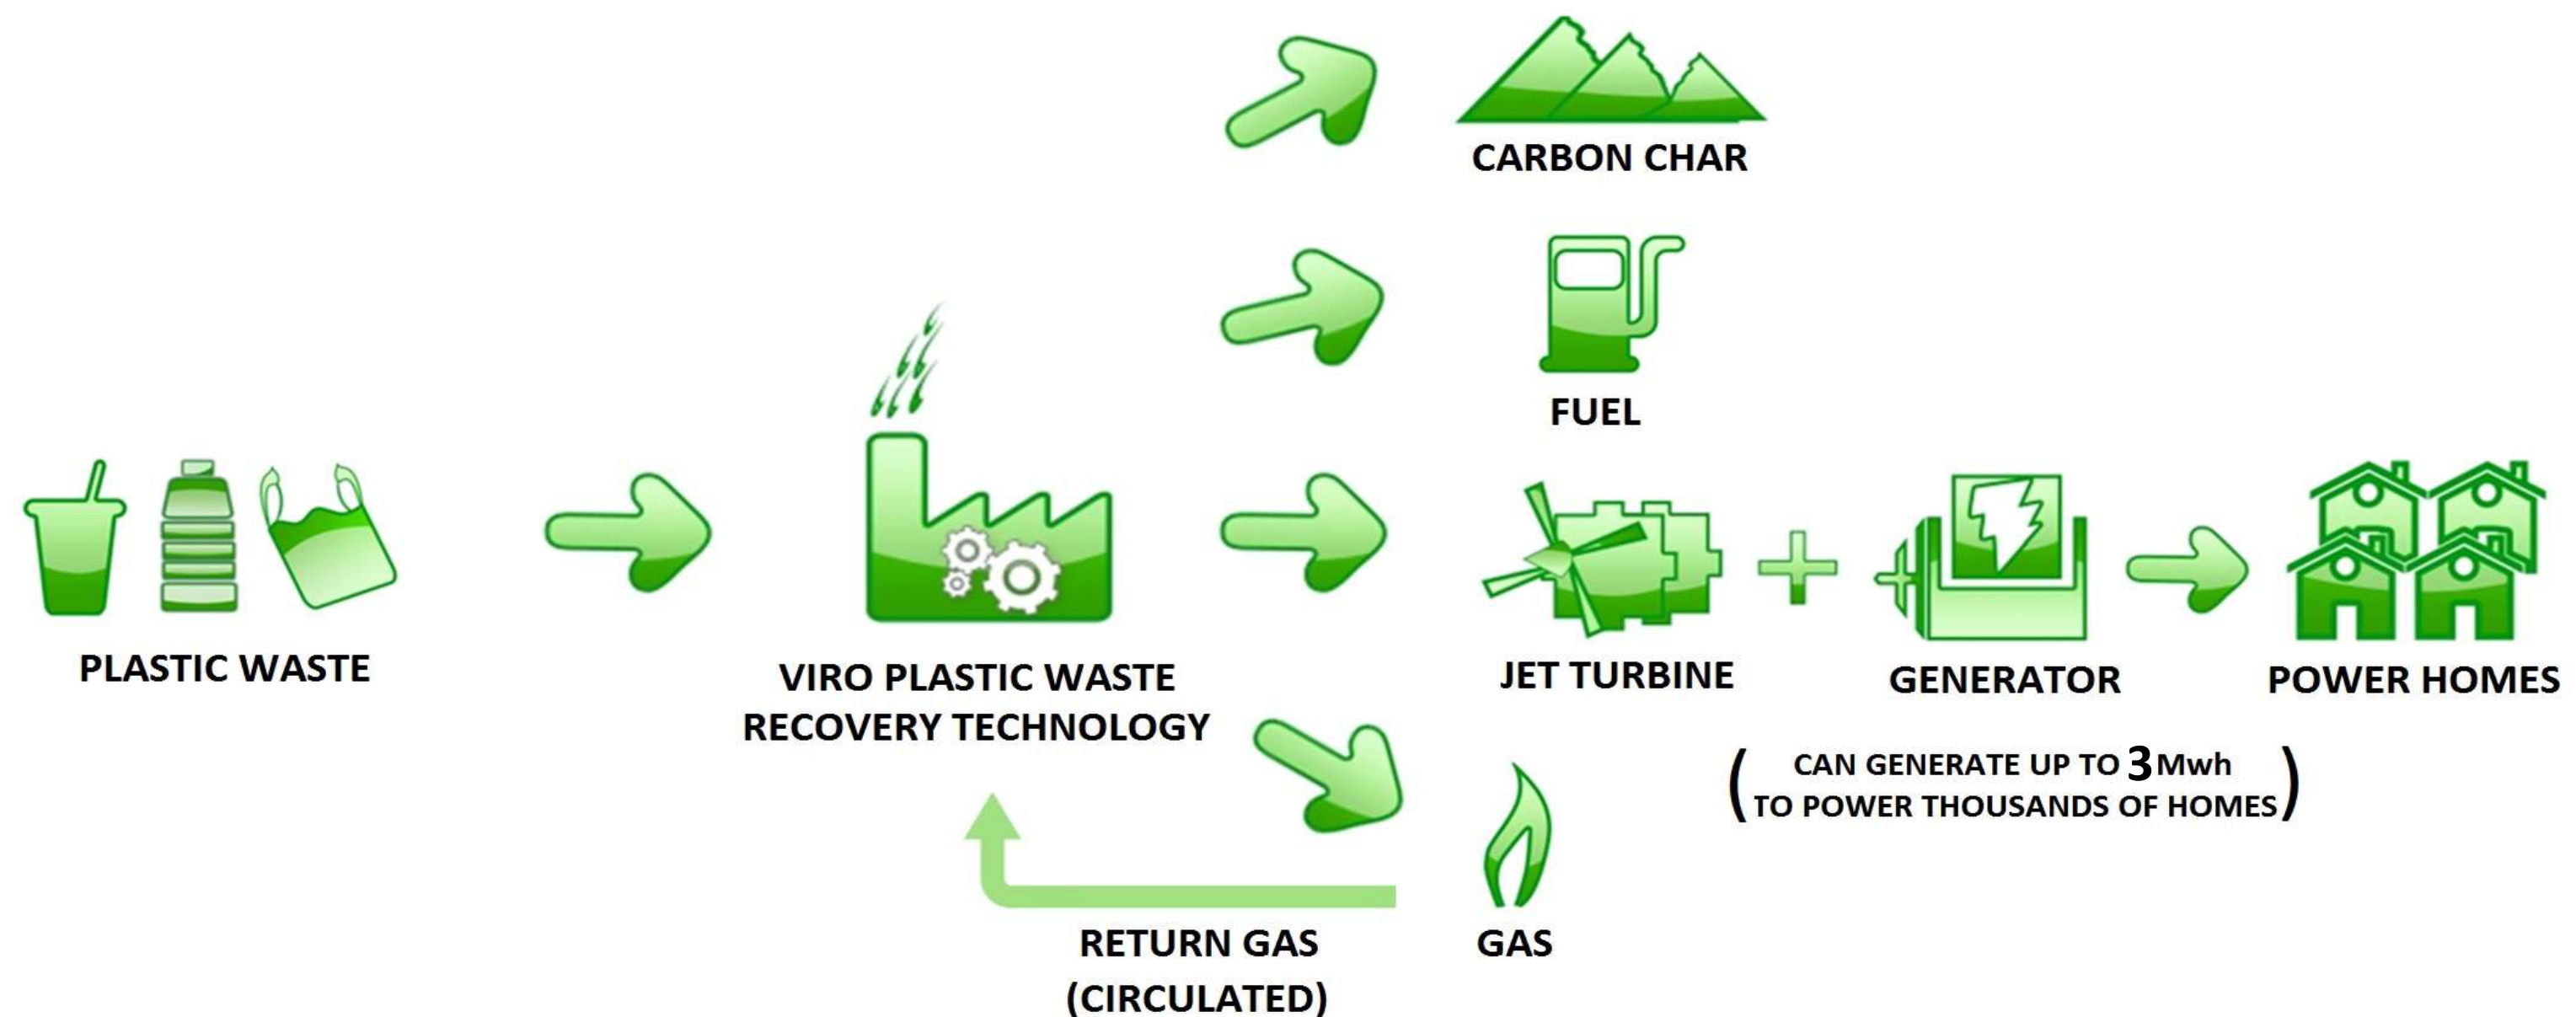 CARBON CHAR
FUEL
PLASTIC WASTE
VIRO PLASTIC WASTE
RECOVERY TECHNOLOGY
JET TURBINE
GENERATOR
POWER HOMES
( CAN GENERATE UP TO 3 Mwh
TO POWER THOUSANDS OF HOMES )
RETURN GAS
(CIRCULATED)
GAS